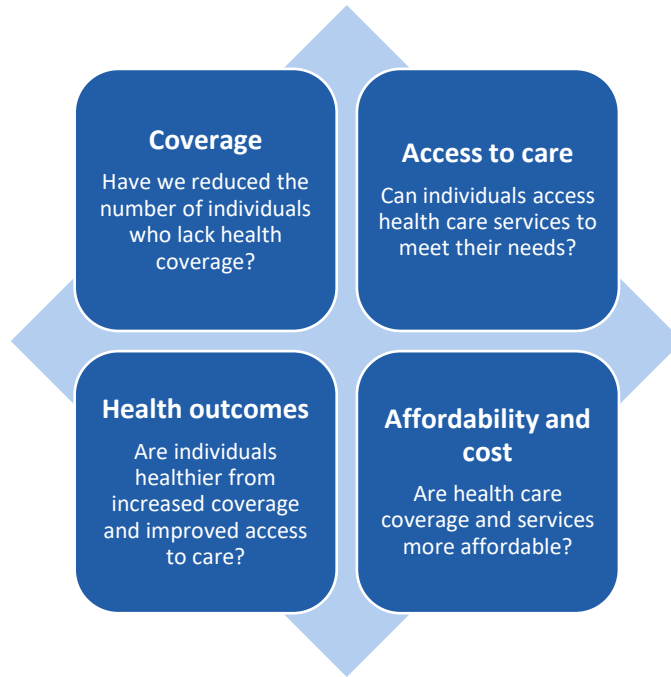 Coverage
Have we reduced the
number of individuals
who lack health
coverage?
Access to care
Can individuals access
health care services to
meet their needs?
Health outcomes
Are individuals
healthier from
increased coverage
and improved access
to care?
Affordability and
cost
Are health care
coverage and services
more affordable?